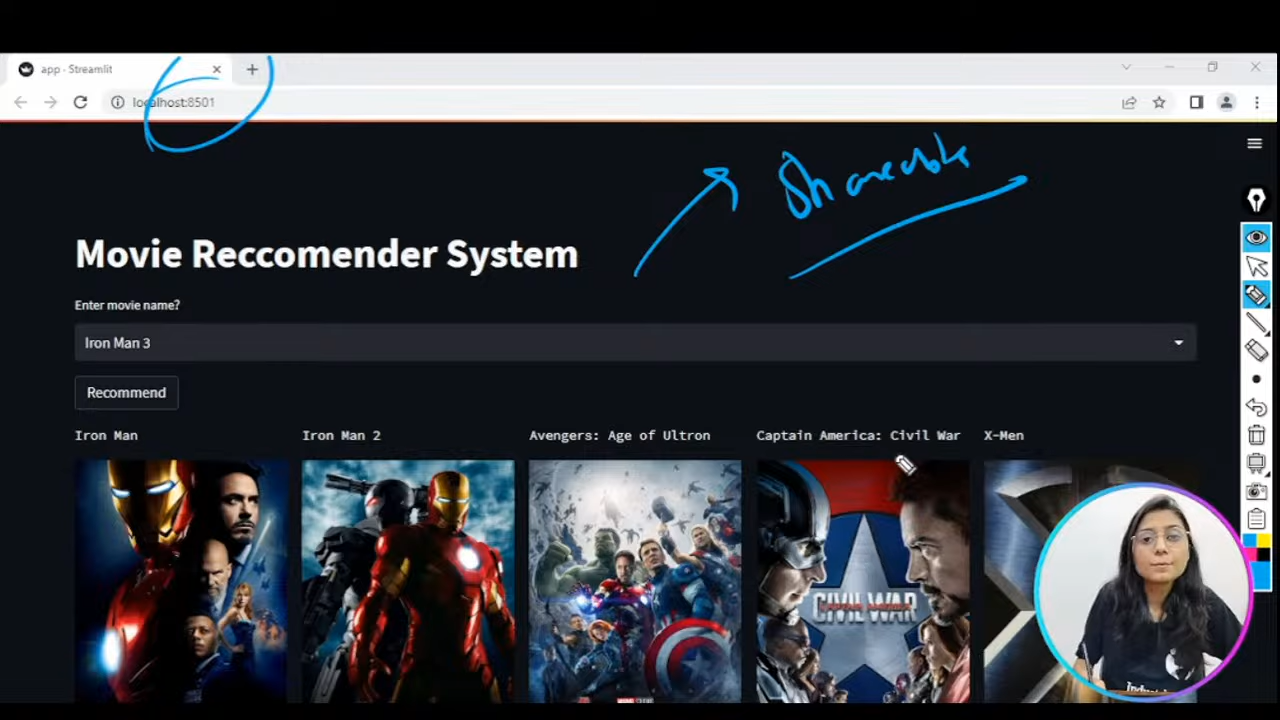 app · Streamlit
localhost:8501
Shareable
Movie Reccomender System
Enter movie name?
Iron Man 3
Recommend
Iron Man
Iron Man 2
Avengers: Age of Ultron
Captain America: Civil War
X-Men
CIVIL WAR